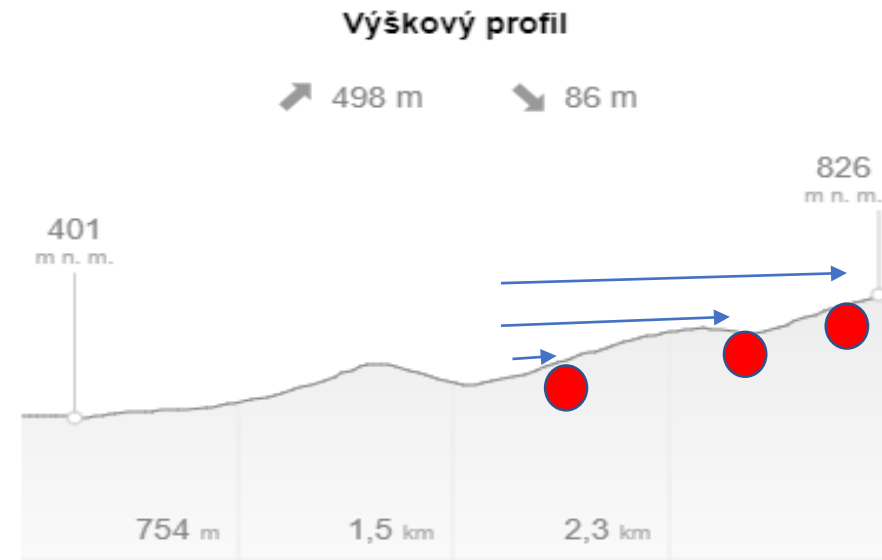 Výškový profil
498 m 86 m
826
m n. m.
401
m n. m.
754 m 1,5 km 2,3 km